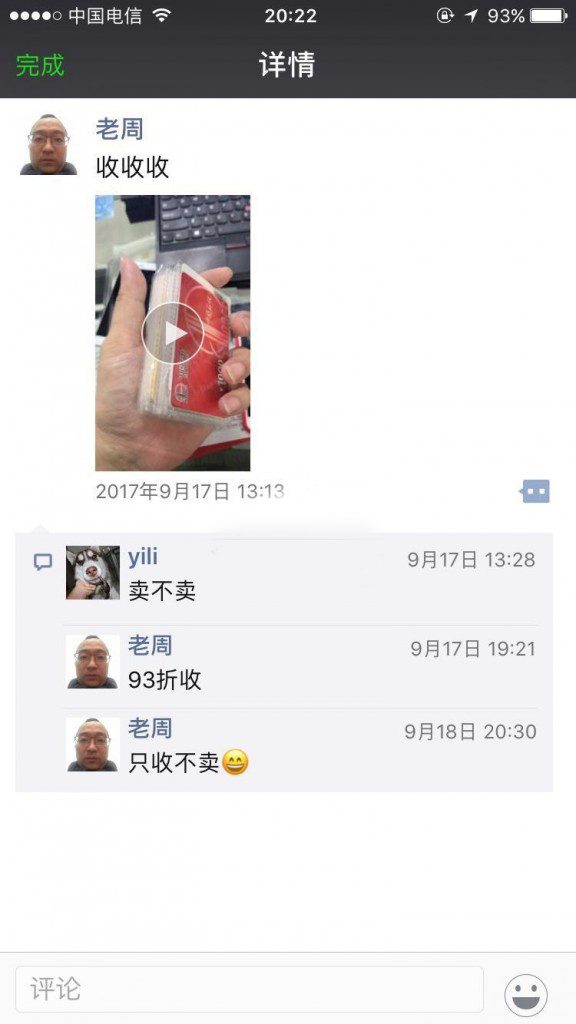 中国电信
20:22
93%
完成
详情
老周
收收收
2017年9月17日 13:13
yili
9月17日 13:28
卖不卖
老周
9月17日 19:21
93折收
老周
9月18日 20:30
只收不卖😄
评论